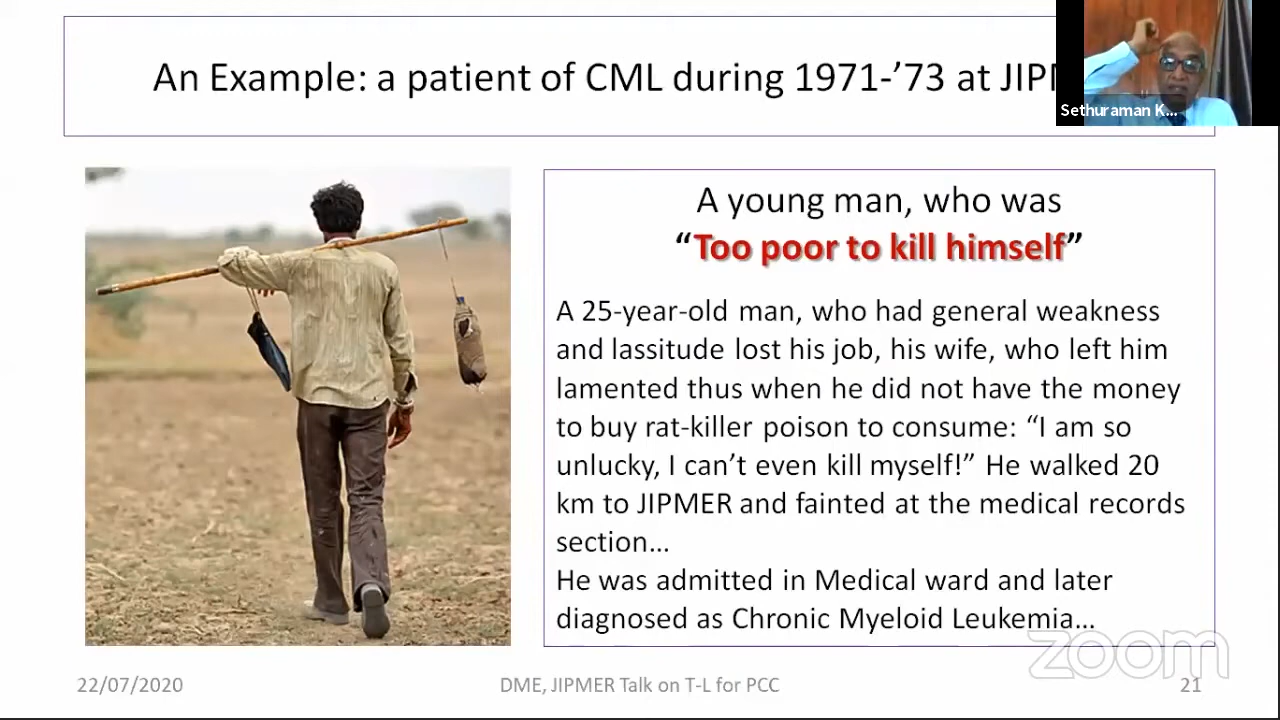 An Example: a patient of CML during 1971-’73 at
Sethuraman K...
A young man, who was
“Too poor to kill himself”
A 25-year-old man, who had general weakness
and lassitude lost his job, his wife, who left him
lamented thus when he did not have the money
to buy rat-killer poison to consume: “I am so
unlucky, I can’t even kill myself!” He walked 20
km to JIPMER and fainted at the medical records
section...
He was admitted in Medical ward and later
diagnosed as Chronic Myeloid Leukemia...
zoom
22/07/2020
DME, JIPMER Talk on T-L for PCC
21